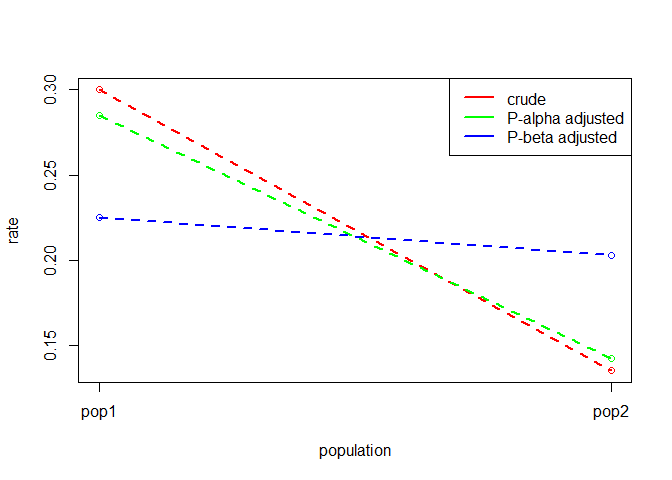 crude
P-alpha adjusted
P-beta adjusted
0.30
0.25
0.20
0.15
rate
pop1
pop2
population